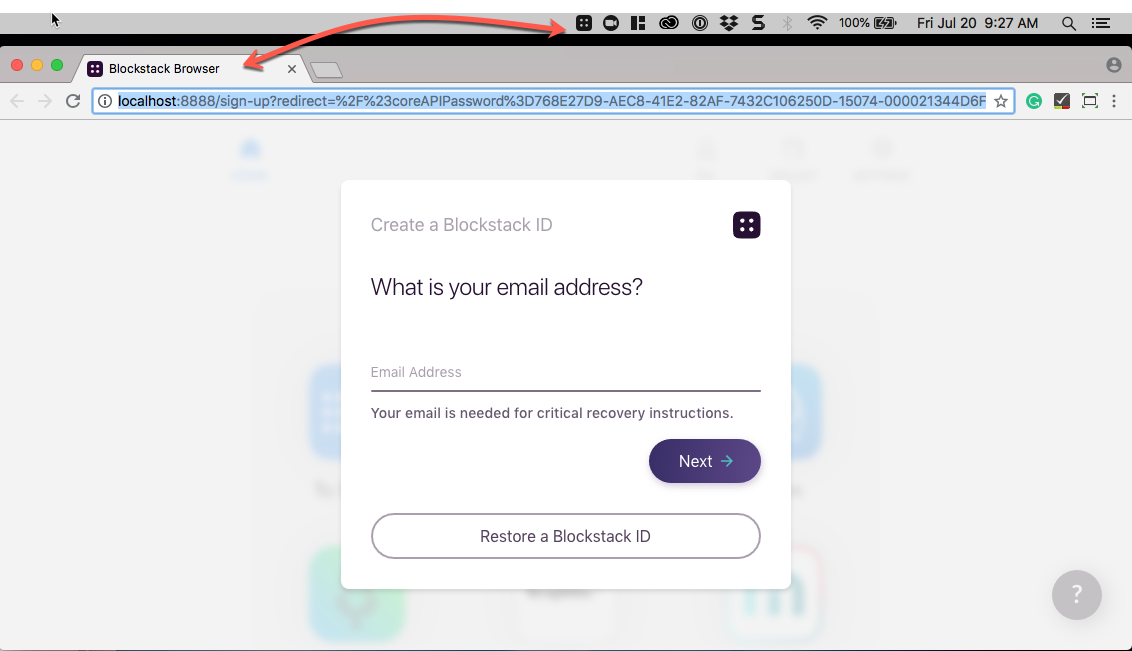 100% Fri Jul 20 9:27 AM
Blockstack Browser
localhost:8888/sign-up?redirect=%2F%23coreAPIPassword%3D768E27D9-AEC8-41E2-82AF-7432C106250D-15074-000021344D6F
Create a Blockstack ID
What is your email address?
Email Address
Your email is needed for critical recovery instructions.
Next →
Restore a Blockstack ID
?